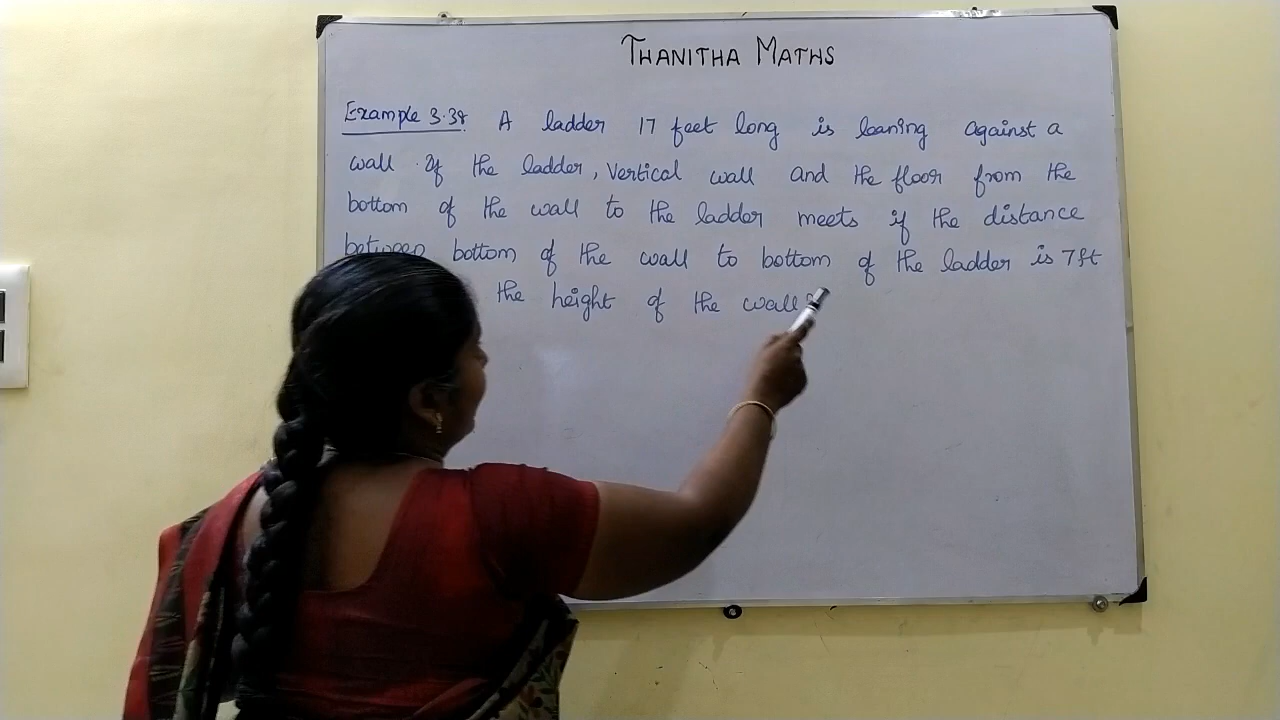 THANITHA MATHS
Example 3.38 A ladder 17 feet long is leaning against a
wall. If the ladder, vertical wall and the floor from the
bottom of the wall to the ladder meets if the distance
between bottom of the wall to bottom of the ladder is 7ft
the height of the wall